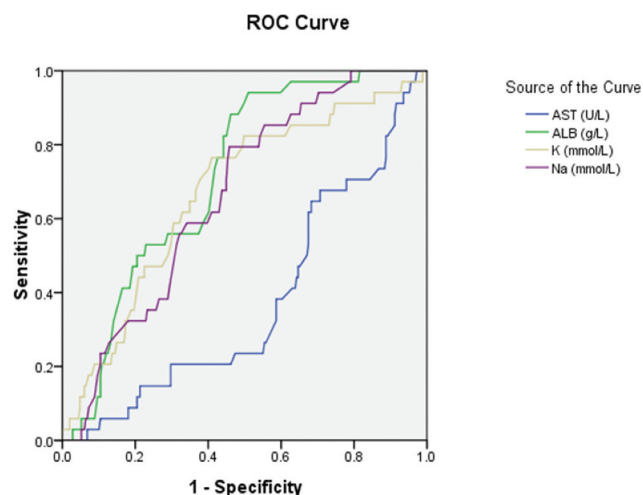 ROC Curve
Source of the Curve
AST (U/L)
ALB (g/L)
K (mmol/L)
Na (mmol/L)
Sensitivity
1.0
0.8
0.6
0.4
0.2
0.0
0.0 0.2 0.4 0.6 0.8 1.0
1 - Specificity